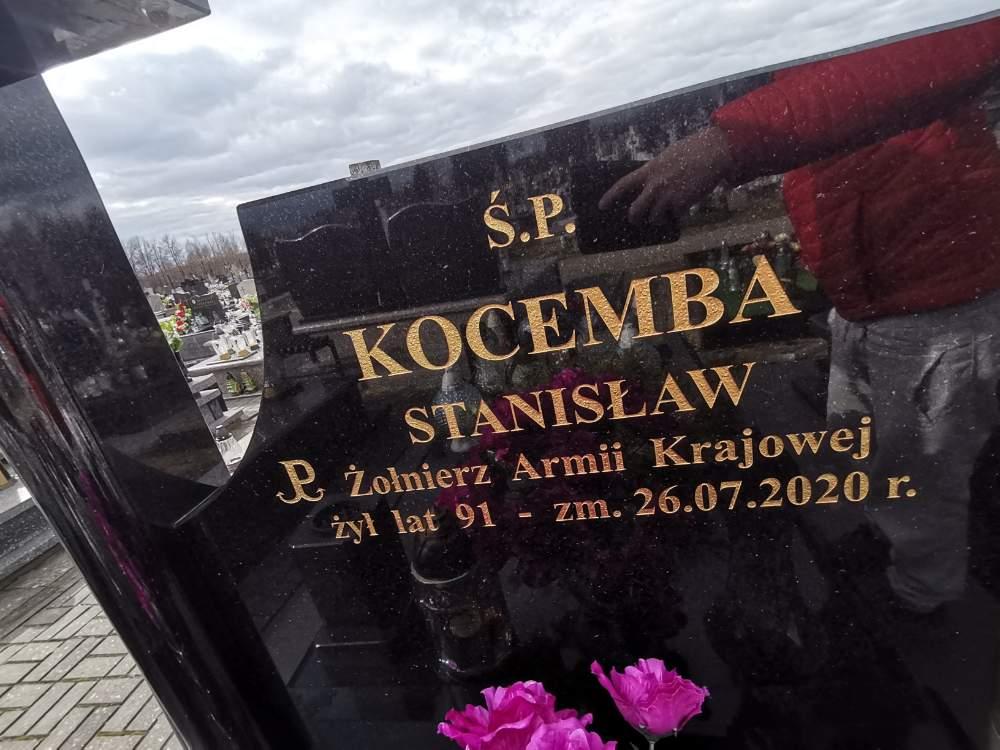 Ś.P.
KOCEMBA
STANISŁAW
Żołnierz Armii Krajowej
żył lat 91 - zm. 26.07.2020 r.